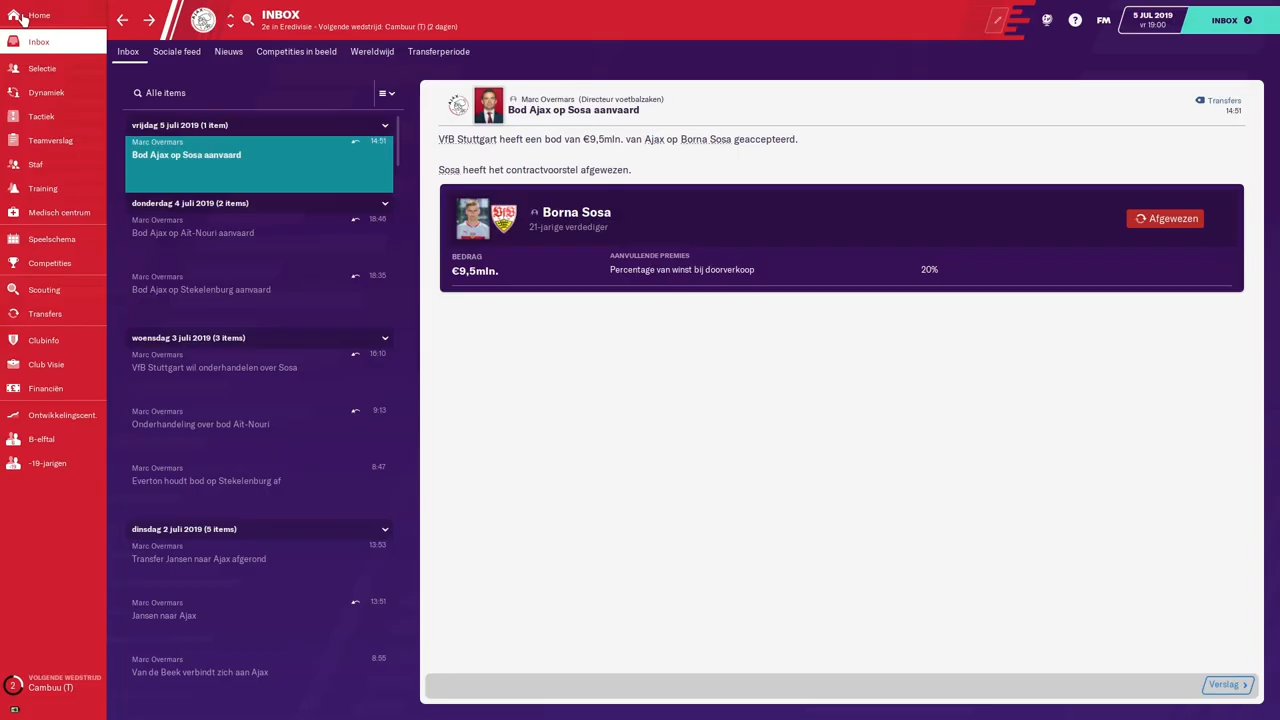 Home
INBOX
2e in Eredivisie - Volgende wedstrijd: Cambuur (T) (2 dagen)
FM
5 JUL 2019
vr 19:00
INBOX
Inbox
Selectie
Dynamiek
Tactiek
Teamverslag
Staf
Training
Medisch centrum
Speelschema
Competities
Scouting
Transfers
Clubinfo
Club Visie
Financiën
Ontwikkelingscent.
B-elftal
-19-jarigen
VOLGENDE WEDSTRIJD
2
Cambuu (T)
Inbox Sociale feed Nieuws Competities in beeld Wereldwijd Transferperiode
Alle items
vrijdag 5 juli 2019 (1 item)
Marc Overmars 14:51
Bod Ajax op Sosa aanvaard
donderdag 4 juli 2019 (2 items)
Marc Overmars 18:46
Bod Ajax op Aït-Nouri aanvaard
Marc Overmars 18:35
Bod Ajax op Stekelenburg aanvaard
woensdag 3 juli 2019 (3 items)
Marc Overmars 16:10
VfB Stuttgart wil onderhandelen over Sosa
Marc Overmars 9:13
Onderhandeling over bod Aït-Nouri
Marc Overmars 8:47
Everton houdt bod op Stekelenburg af
dinsdag 2 juli 2019 (5 items)
Marc Overmars 13:53
Transfer Jansen naar Ajax afgerond
Marc Overmars 13:51
Jansen naar Ajax
Marc Overmars 8:55
Van de Beek verbindt zich aan Ajax
Marc Overmars (Directeur voetbalzaken)
Bod Ajax op Sosa aanvaard
Transfers
14:51
VfB Stuttgart heeft een bod van €9,5mln. van Ajax op Borna Sosa geaccepteerd.
Sosa heeft het contractvoorstel afgewezen.
Borna Sosa
21-jarige verdediger
Afgewezen
BEDRAG
€9,5mln.
AANVULLENDE PREMIES
Percentage van winst bij doorverkoop 20%
Verslag